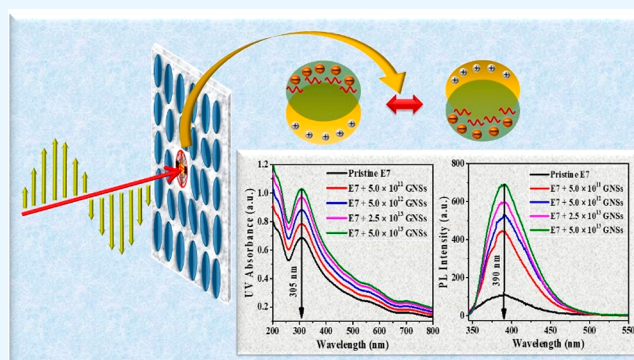 Pristine E7
E7 + 5.0 × 10¹¹ GNSs
E7 + 5.0 × 10¹² GNSs
E7 + 2.5 × 10¹³ GNSs
E7 + 5.0 × 10¹³ GNSs
UV Absorbance (a.u.)
1.2
1.0
0.8
0.6
0.4
0.2
305 nm
200 300 400 500 600 700 800
Wavelength (nm)
Pristine E7
E7 + 5.0 × 10¹¹ GNSs
E7 + 5.0 × 10¹² GNSs
E7 + 2.5 × 10¹³ GNSs
E7 + 5.0 × 10¹³ GNSs
PL Intensity (a.u.)
800
600
400
200
0
390 nm
350 400 450 500 550
Wavelength (nm)